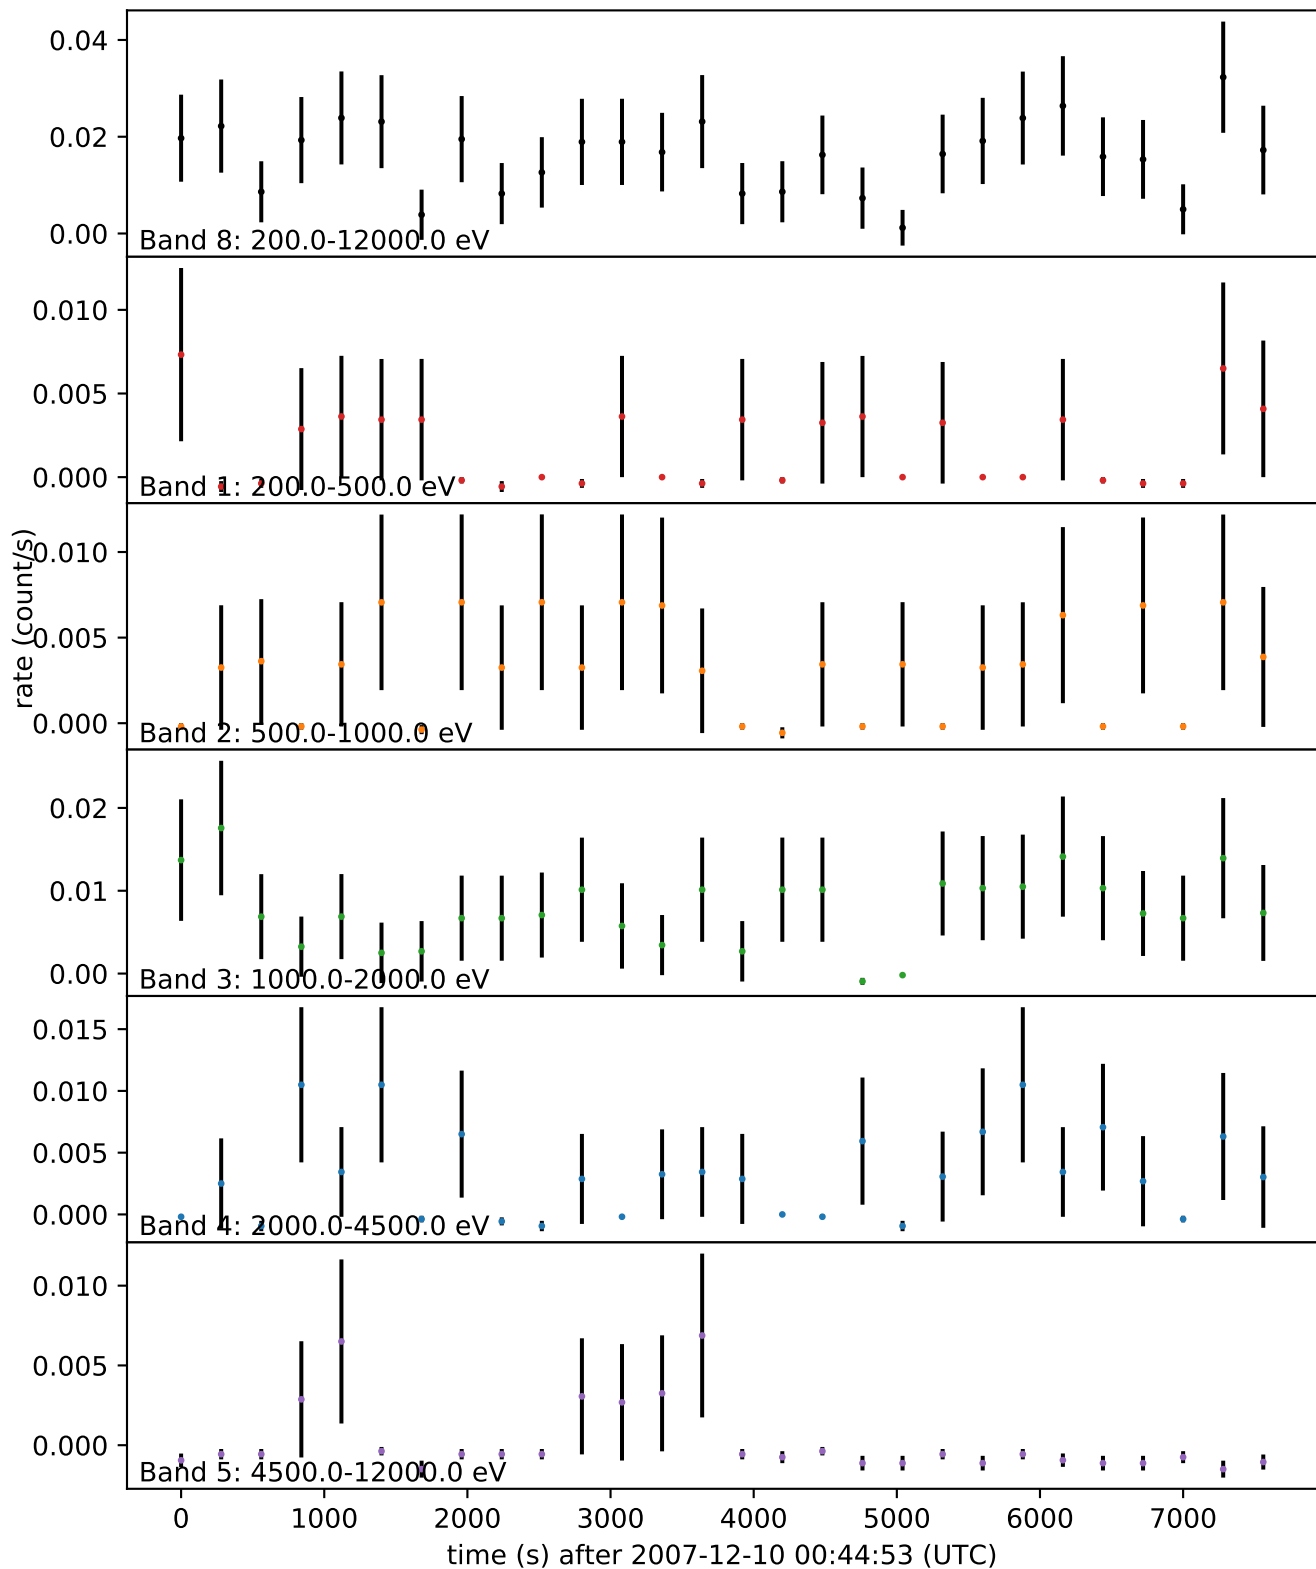 0.04
0.02
0.00
Band 8: 200.0-12000.0 eV
0.010
0.005
0.000
Band 1: 200.0-500.0 eV
rate (count/s)
0.010
0.005
0.000
Band 2: 500.0-1000.0 eV
0.02
0.01
0.00
Band 3: 1000.0-2000.0 eV
0.015
0.010
0.005
0.000
Band 4: 2000.0-4500.0 eV
0.010
0.005
0.000
Band 5: 4500.0-12000.0 eV
0 1000 2000 3000 4000 5000 6000 7000
time (s) after 2007-12-10 00:44:53 (UTC)